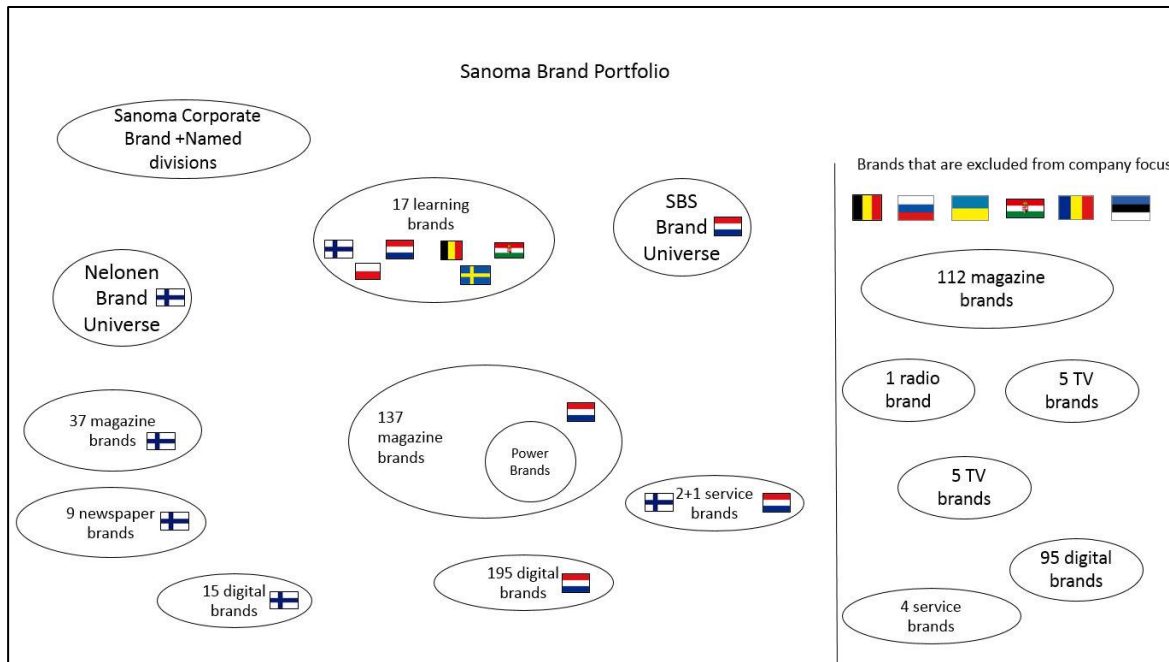 Sanoma Brand Portfolio
Sanoma Corporate
Brand +Named
divisions
Brands that are excluded from company focus
17 learning
brands
SBS
Brand
Universe
Nelonen
Brand
Universe
112 magazine
brands
1 radio
brand
5 TV
brands
37 magazine
brands
137
magazine
brands
Power
Brands
5 TV
brands
2+1 service
brands
9 newspaper
brands
95 digital
brands
195 digital
brands
15 digital
brands
4 service
brands